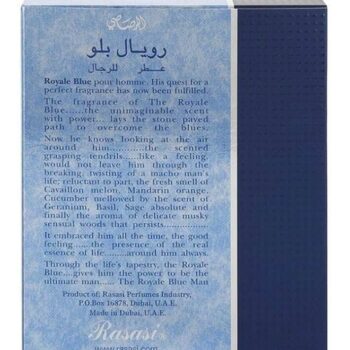 الرصاصي
رويال بلو
عطر للرجال
Royale Blue pour homme. His quest for a
perfect fragrance has now been fulfilled.
The fragrance of The Royale
Blue......the unimaginable scent
with power... lays the stone paved
path to overcome the blues.
Now he knows looking at the air
around him...........the scented
grasping tendrils......like a feeling,
would not leave him through the
breaking, twisting of a macho man's
life; reluctant to part, the fresh smell of
Cavaillon melon, Mandarin orange,
Cucumber mellowed by the scent of
Geranium, Basil, Sage absolute and
finally the aroma of delicate musky
sensual woods that persists............
It embraced him all the time, the good
feeling......the presence of the real
essence of life.........around him always.
Through the life's tapestry, the Royale
Blue....gives him the power to be the
ultimate man...... The Royale Blue Man
Product of: Rasasi Perfumes Industry,
P.O.Box 16878, Dubai, U.A.E.
Made in Dubai, U.A.E.
Rasasi
www.rasasi.com